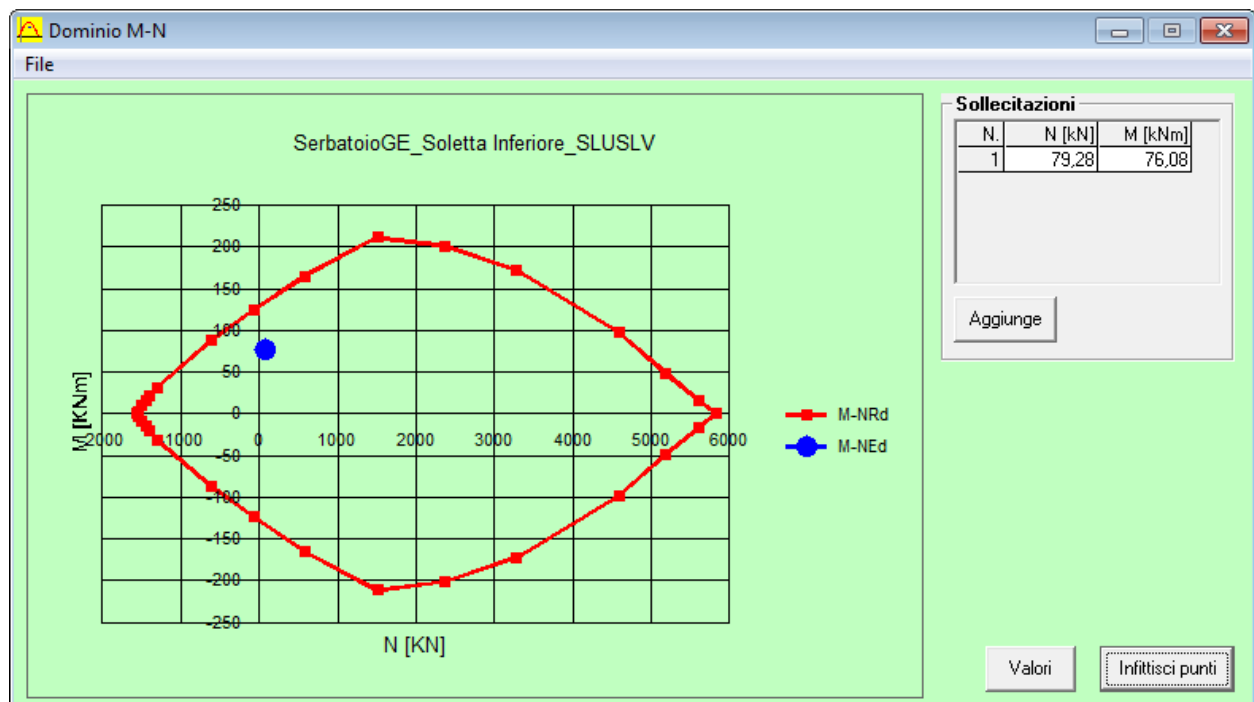 Dominio M-N
File
SerbatoioGE_Soletta Inferiore_SLUSLV
250
200
150
100
50
0
-50
-100
-150
-200
-250
M [KNm]
-2000 -1000 0 1000 2000 3000 4000 5000 6000
N [KN]
M-NRd
M-NEd
Sollecitazioni
N. N [kN] M [kNm]
1 79,28 76,08
Aggiunge
Valori
Infittisci punti